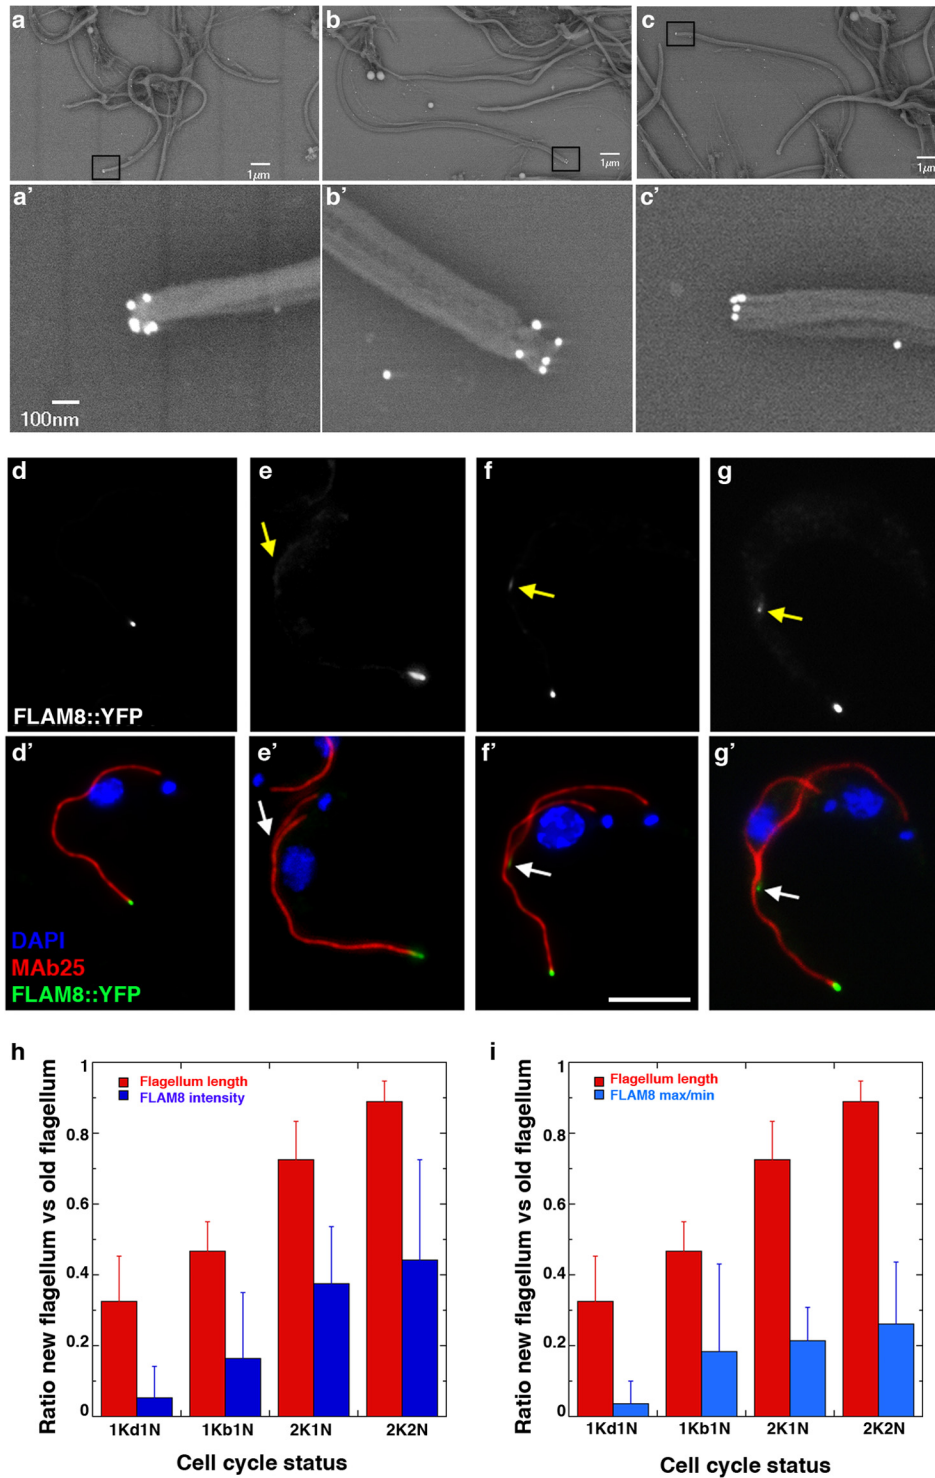 a
b
c
1µm
1µm
1µm
a’
b’
c’
100nm
d
e
f
g
FLAM8::YFP
d’
e’
f’
g’
DAPI
MAb25
FLAM8::YFP
h
i
Ratio new flagellum vs old flagellum
1
0.8
0.6
0.4
0.2
0
Flagellum length
FLAM8 intensity
1Kd1N
1Kb1N
2K1N
2K2N
Cell cycle status
Ratio new flagellum vs old flagellum
1
0.8
0.6
0.4
0.2
0
Flagellum length
FLAM8 max/min
1Kd1N
1Kb1N
2K1N
2K2N
Cell cycle status